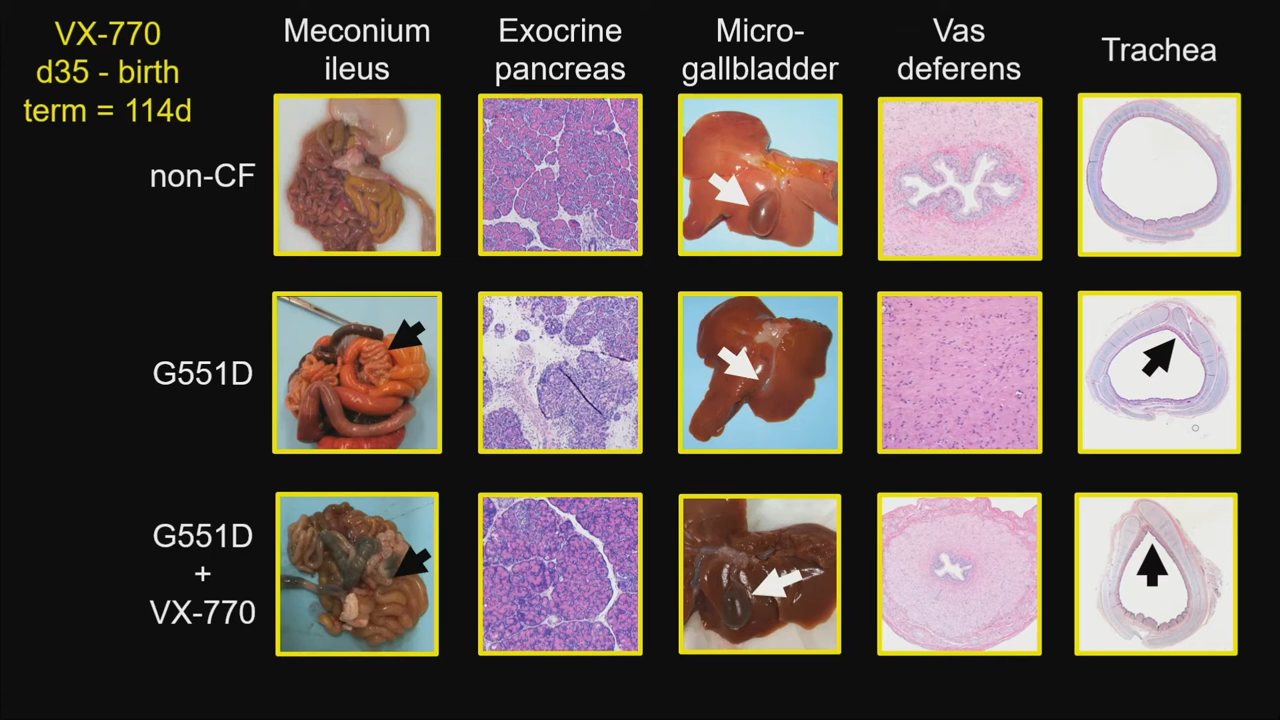 VX-770
d35 - birth
term = 114d
Meconium
ileus
Exocrine
pancreas
Micro-
gallbladder
Vas
deferens
Trachea
non-CF
G551D
G551D
+
VX-770